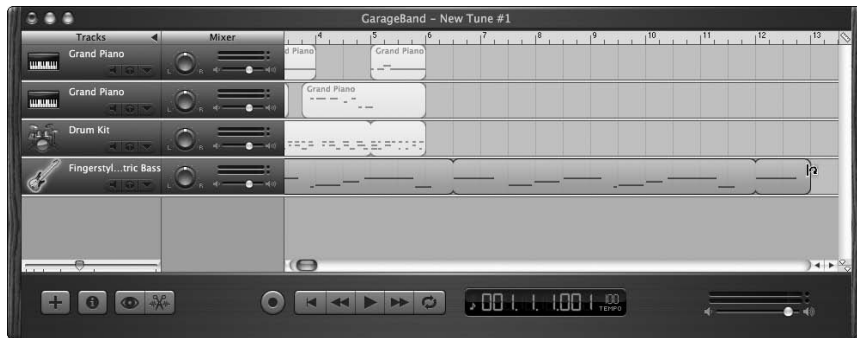 GarageBand – New Tune #1
Tracks Mixer
4 5 6 7 8 9 10 11 12 13
Grand Piano
d Piano Grand Piano
L R
Grand Piano
Grand Piano
L R
Drum Kit
L R
Fingerstyl...tric Bass
L R
001. 1. 1.001 100
TEMPO